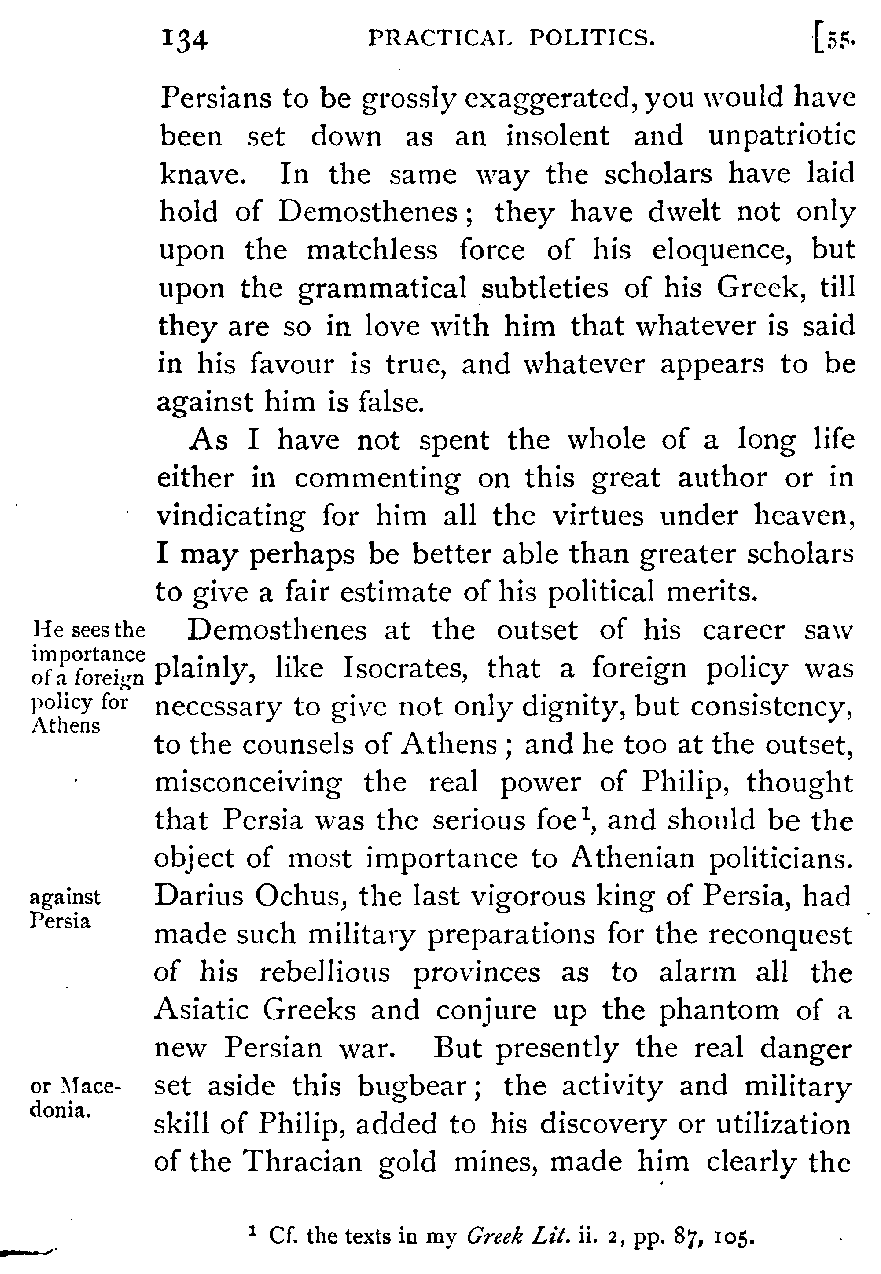 134 PRACTICAL POLITICS. [55.
Persians to be grossly exaggerated, you would have
been set down as an insolent and unpatriotic
knave. In the same way the scholars have laid
hold of Demosthenes; they have dwelt not only
upon the matchless force of his eloquence, but
upon the grammatical subtleties of his Greek, till
they are so in love with him that whatever is said
in his favour is true, and whatever appears to be
against him is false.
As I have not spent the whole of a long life
either in commenting on this great author or in
vindicating for him all the virtues under heaven,
I may perhaps be better able than greater scholars
to give a fair estimate of his political merits.
He sees the
importance
of a foreign
policy for
Athens
Demosthenes at the outset of his career saw
plainly, like Isocrates, that a foreign policy was
necessary to give not only dignity, but consistency,
to the counsels of Athens; and he too at the outset,
misconceiving the real power of Philip, thought
that Persia was the serious foe¹, and should be the
object of most importance to Athenian politicians.
against
Persia
Darius Ochus, the last vigorous king of Persia, had
made such military preparations for the reconquest
of his rebellious provinces as to alarm all the
Asiatic Greeks and conjure up the phantom of a
new Persian war. But presently the real danger
or Mace-
donia.
set aside this bugbear; the activity and military
skill of Philip, added to his discovery or utilization
of the Thracian gold mines, made him clearly the
¹ Cf. the texts in my Greek Lit. ii. 2, pp. 87, 105.